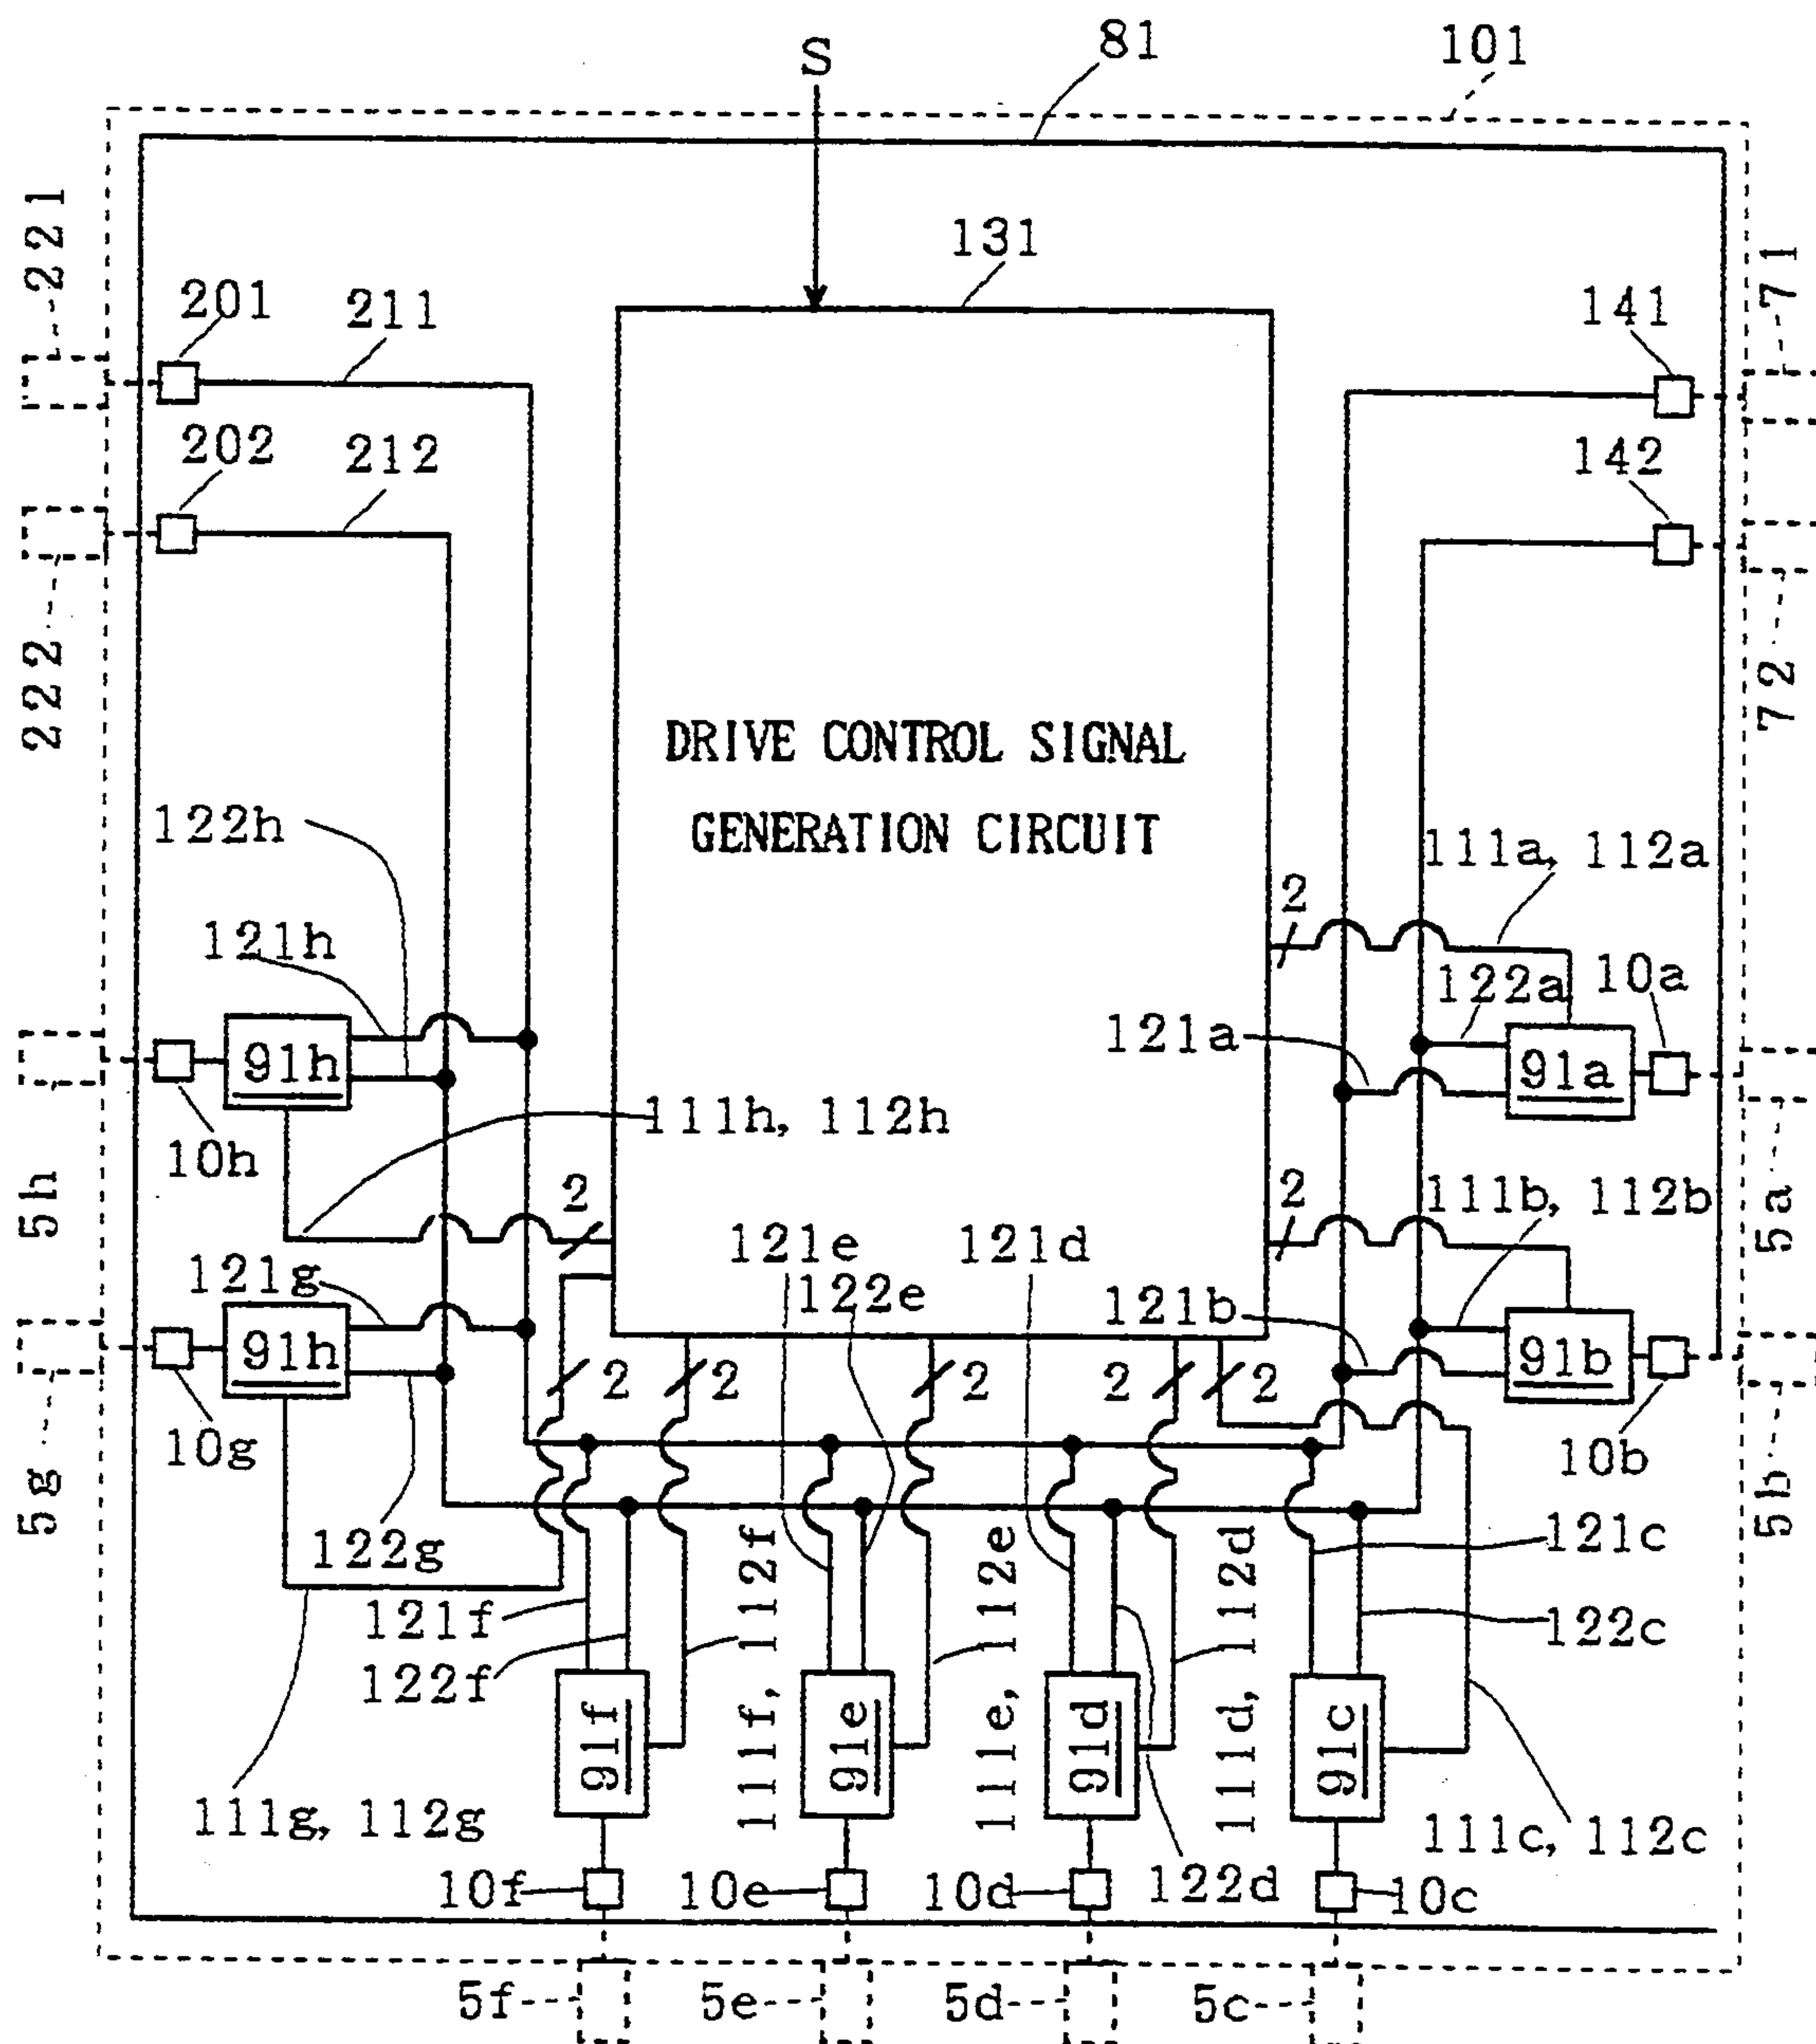 S
81
101
221
201
211
131
141
71
202
212
142
222
72
DRIVE CONTROL SIGNAL
GENERATION CIRCUIT
122h
111a, 112a
2
121h
122a
10a
121a
91h
91a
111h, 112h
10h
5h
5a
2
2
111b, 112b
121e
121d
121g
122e
121b
91h
91b
2
2
2
2
2
10g
10b
5g
5b
122g
121c
121f
122c
122f
111f, 112f
111e, 112e
111d, 112d
91f
91e
91d
91c
111g, 112g
111c, 112c
122d
10f
10e
10d
10c
5f
5e
5d
5c